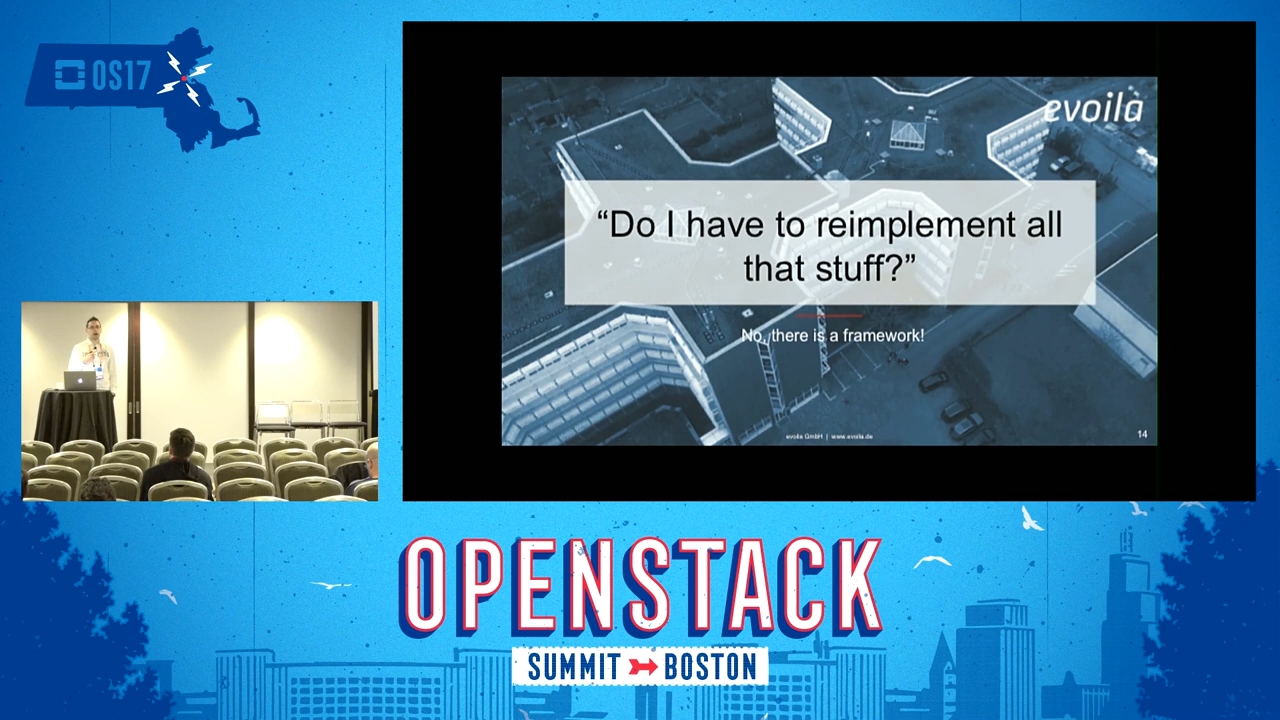 OS17
evoila
“Do I have to reimplement all
that stuff?”
No, there is a framework!
evoila GmbH | www.evoila.de
14
OPENSTACK
SUMMIT BOSTON